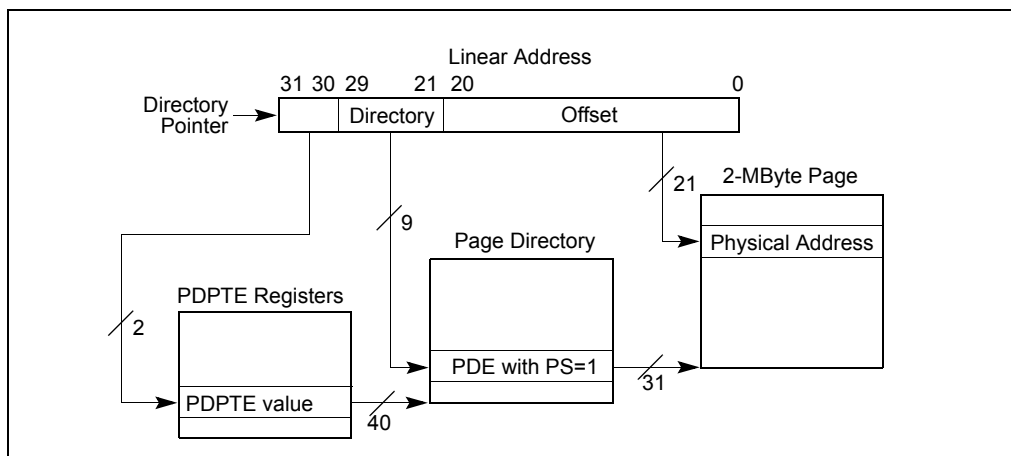 Linear Address
31 30 29 21 20 0
Directory
Pointer
Directory
Offset
21
2-MByte Page
9
Page Directory
Physical Address
PDPTE Registers
2
PDE with PS=1
31
PDPTE value
40